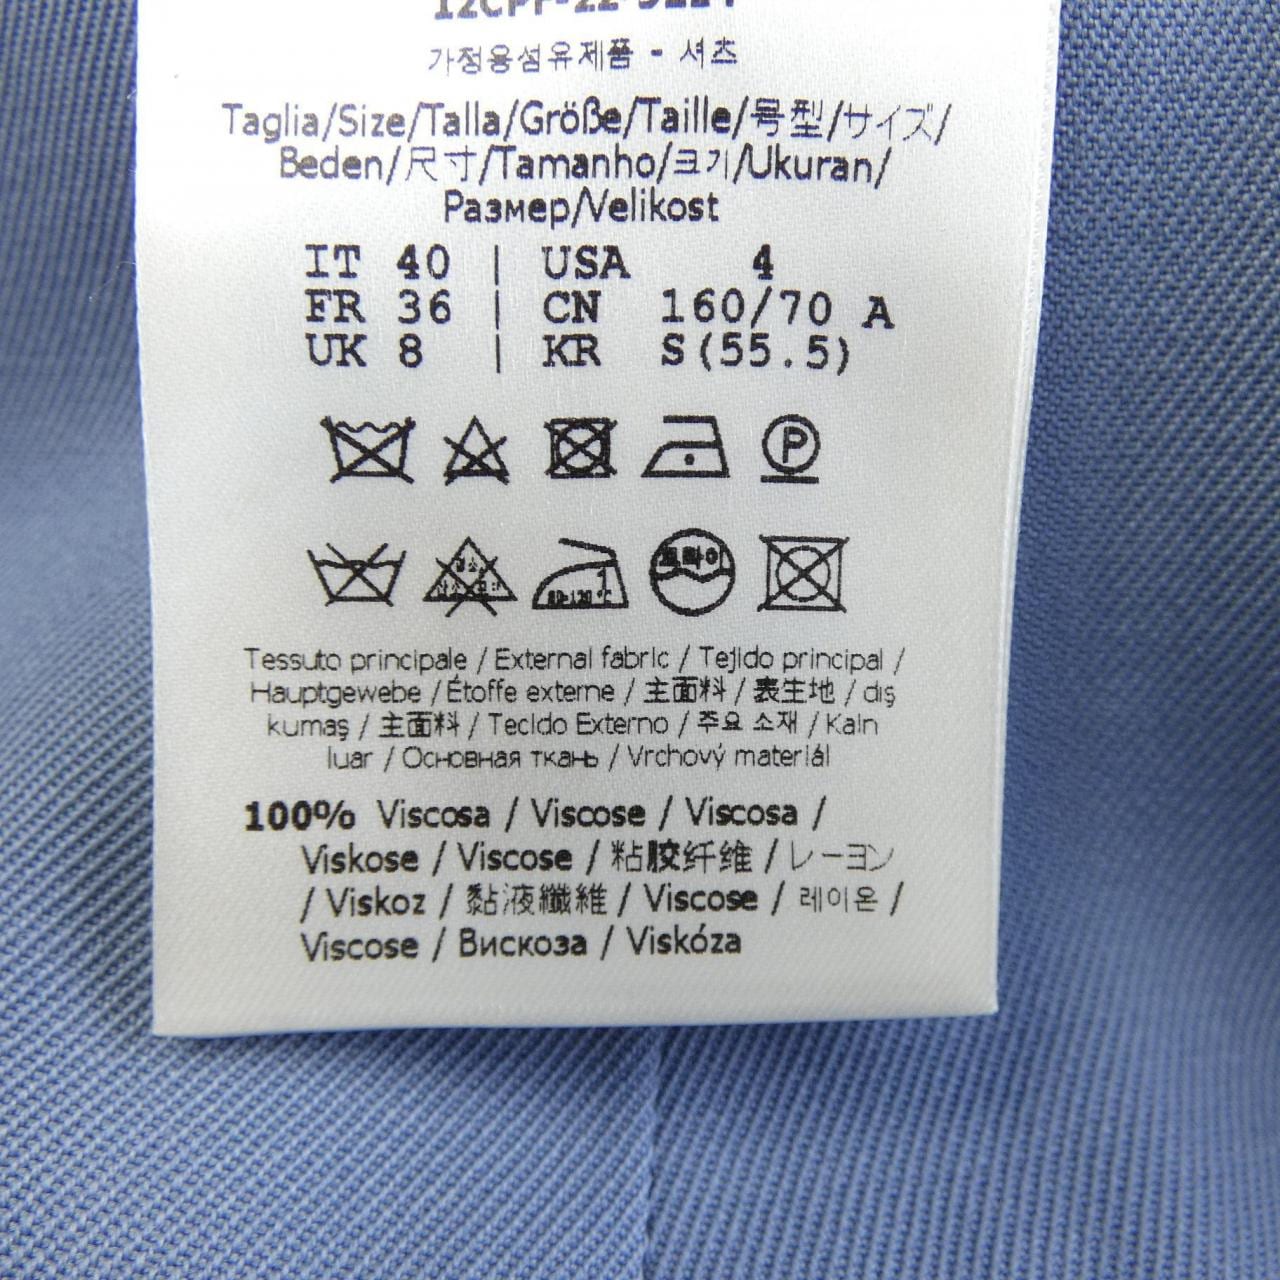 가정용섬유제품 - 셔츠
Taglia/Size/Talla/Größe/Taille/号型/サイズ/
Beden/尺寸/Tamanho/크기/Ukuran/
Размер/Velikost
IT 40 | USA 4
FR 36 | CN 160/70 A
UK 8 | KR S(55.5)
P
80-120℃
Tessuto principale / External fabric / Tejido principal /
Hauptgewebe / Étoffe externe / 主面料 / 表生地 / dış
kumaş / 主面料 / Tecido Externo / 주요 소재 / Kain
luar / Основная ткань / Vrchový materiál
100% Viscosa / Viscose / Viscosa /
Viskose / Viscose / 粘胶纤维 / レーヨン
/ Viskoz / 黏液纖維 / Viscose / 레이온 /
Viscose / Вискоза / Viskóza